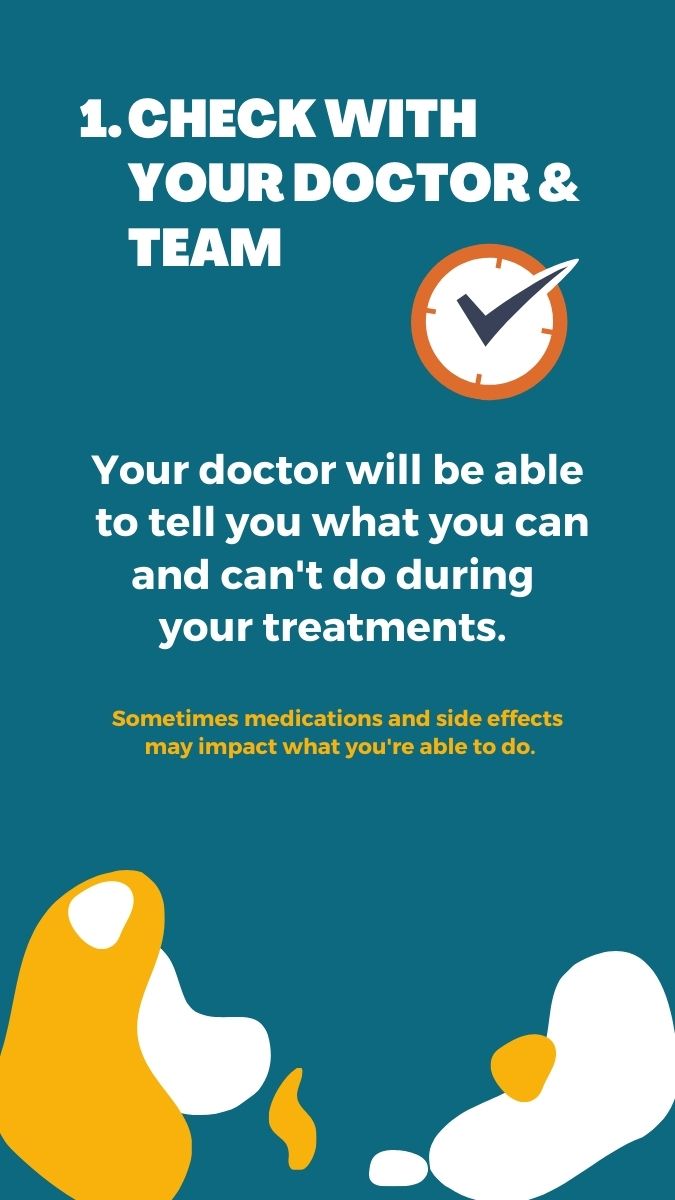 1. CHECK WITH
YOUR DOCTOR &
TEAM
Your doctor will be able
to tell you what you can
and can't do during
your treatments.
Sometimes medications and side effects
may impact what you're able to do.